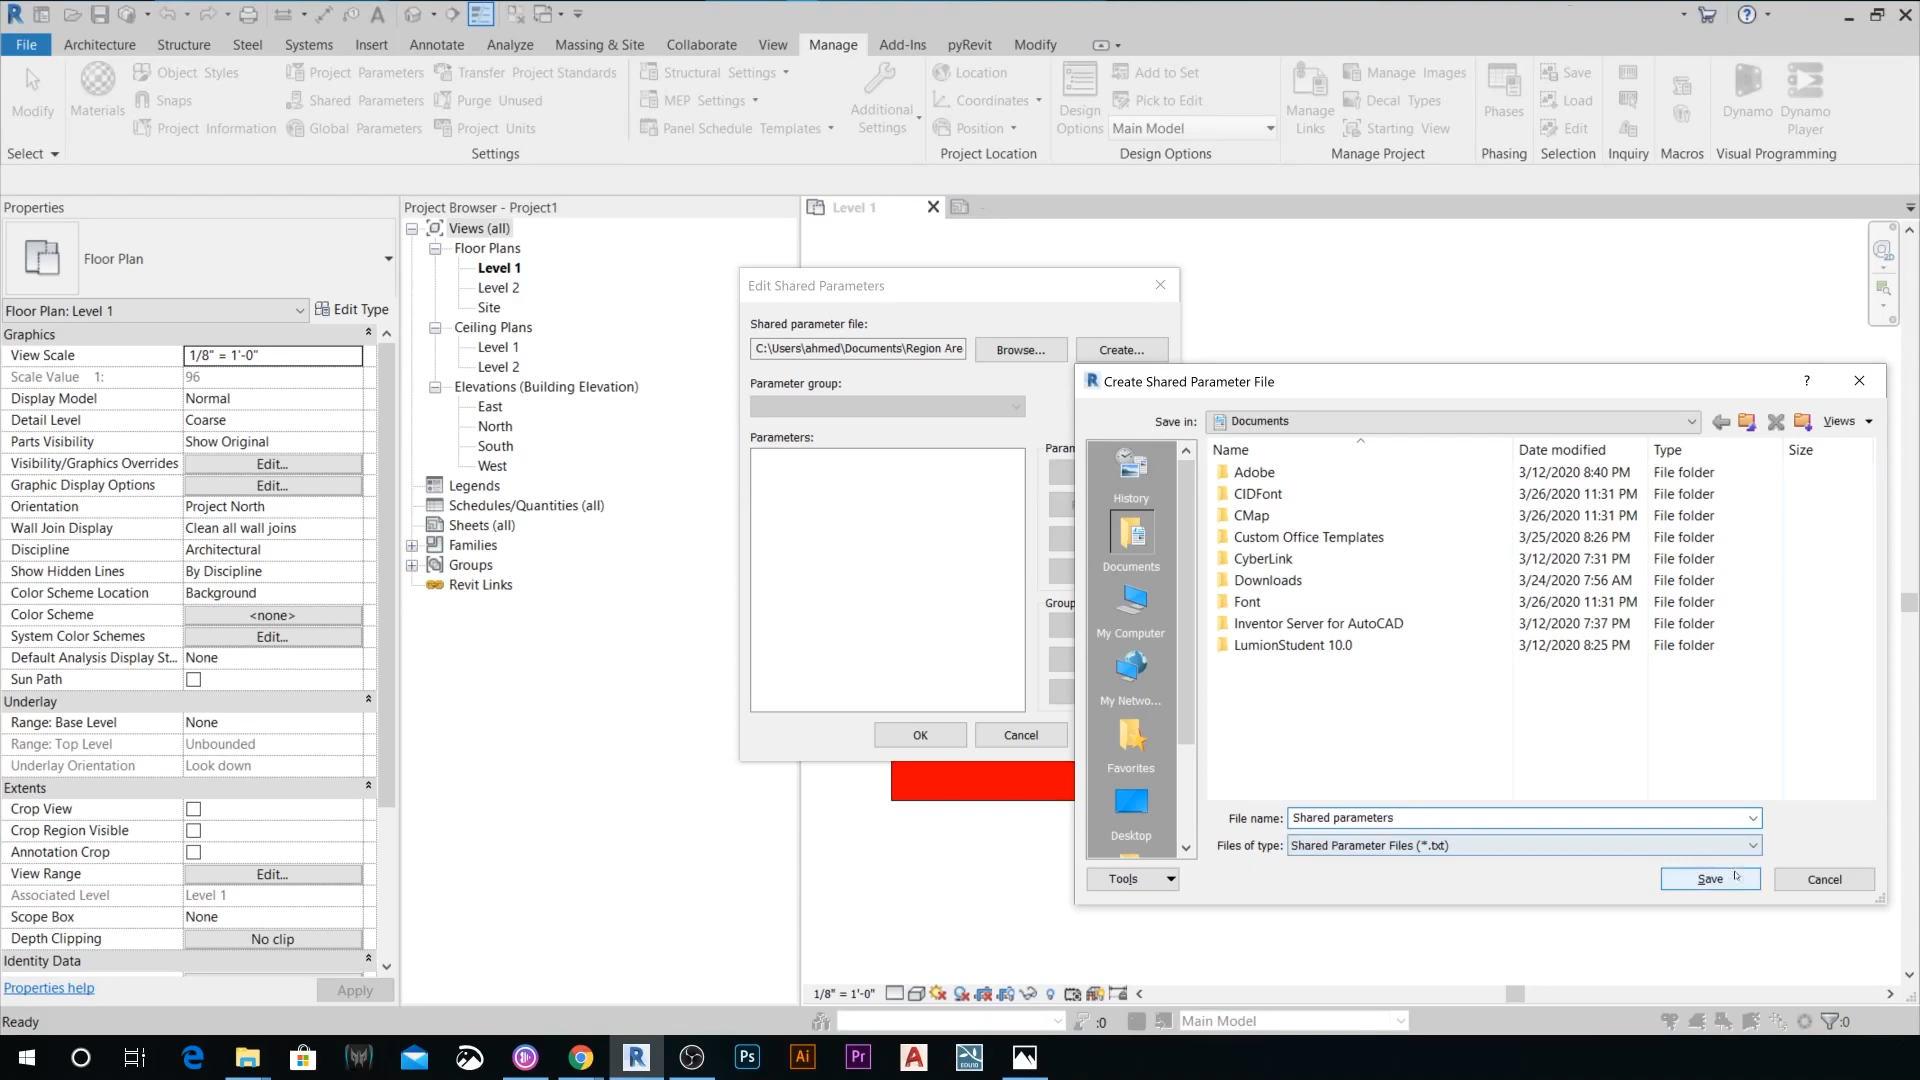 File Architecture Structure Steel Systems Insert Annotate Analyze Massing & Site Collaborate View Manage Add-Ins pyRevit Modify
Modify
Materials
Object Styles
Snaps
Project Information
Project Parameters
Shared Parameters
Global Parameters
Transfer Project Standards
Purge Unused
Project Units
Structural Settings
MEP Settings
Panel Schedule Templates
Additional
Settings
Location
Coordinates
Position
Design
Options
Add to Set
Pick to Edit
Main Model
Manage
Links
Manage Images
Decal Types
Starting View
Phases
Save
Load
Edit
Dynamo
Dynamo
Player
Select
Settings
Project Location
Design Options
Manage Project
Phasing
Selection
Inquiry
Macros
Visual Programming
Properties
Floor Plan
Floor Plan: Level 1
Edit Type
Graphics
View Scale 1/8" = 1'-0"
Scale Value 1: 96
Display Model Normal
Detail Level Coarse
Parts Visibility Show Original
Visibility/Graphics Overrides Edit...
Graphic Display Options Edit...
Orientation Project North
Wall Join Display Clean all wall joins
Discipline Architectural
Show Hidden Lines By Discipline
Color Scheme Location Background
Color Scheme <none>
System Color Schemes Edit...
Default Analysis Display St... None
Sun Path
Underlay
Range: Base Level None
Range: Top Level Unbounded
Underlay Orientation Look down
Extents
Crop View
Crop Region Visible
Annotation Crop
View Range Edit...
Associated Level Level 1
Scope Box None
Depth Clipping No clip
Identity Data
Properties help
Apply
Project Browser - Project1
Views (all)
Floor Plans
Level 1
Level 2
Site
Ceiling Plans
Level 1
Level 2
Elevations (Building Elevation)
East
North
South
West
Legends
Schedules/Quantities (all)
Sheets (all)
Families
Groups
Revit Links
Level 1
2D
Edit Shared Parameters
Shared parameter file:
C:\Users\ahmed\Documents\Region Are
Browse...
Create...
Parameter group:
Parameters:
Param
Group
OK
Cancel
Create Shared Parameter File
?
Save in: Documents
Views
Name Date modified Type Size
Adobe 3/12/2020 8:40 PM File folder
CIDFont 3/26/2020 11:31 PM File folder
CMap 3/26/2020 11:31 PM File folder
Custom Office Templates 3/25/2020 8:26 PM File folder
CyberLink 3/12/2020 7:31 PM File folder
Downloads 3/24/2020 7:56 AM File folder
Font 3/26/2020 11:31 PM File folder
Inventor Server for AutoCAD 3/12/2020 7:37 PM File folder
LumionStudent 10.0 3/12/2020 8:25 PM File folder
History
Documents
My Computer
My Netwo...
Favorites
Desktop
File name: Shared parameters
Files of type: Shared Parameter Files (*.txt)
Tools
Save
Cancel
1/8" = 1'-0"
Ready
:0
Main Model
:0
Ps
Ai
Pr